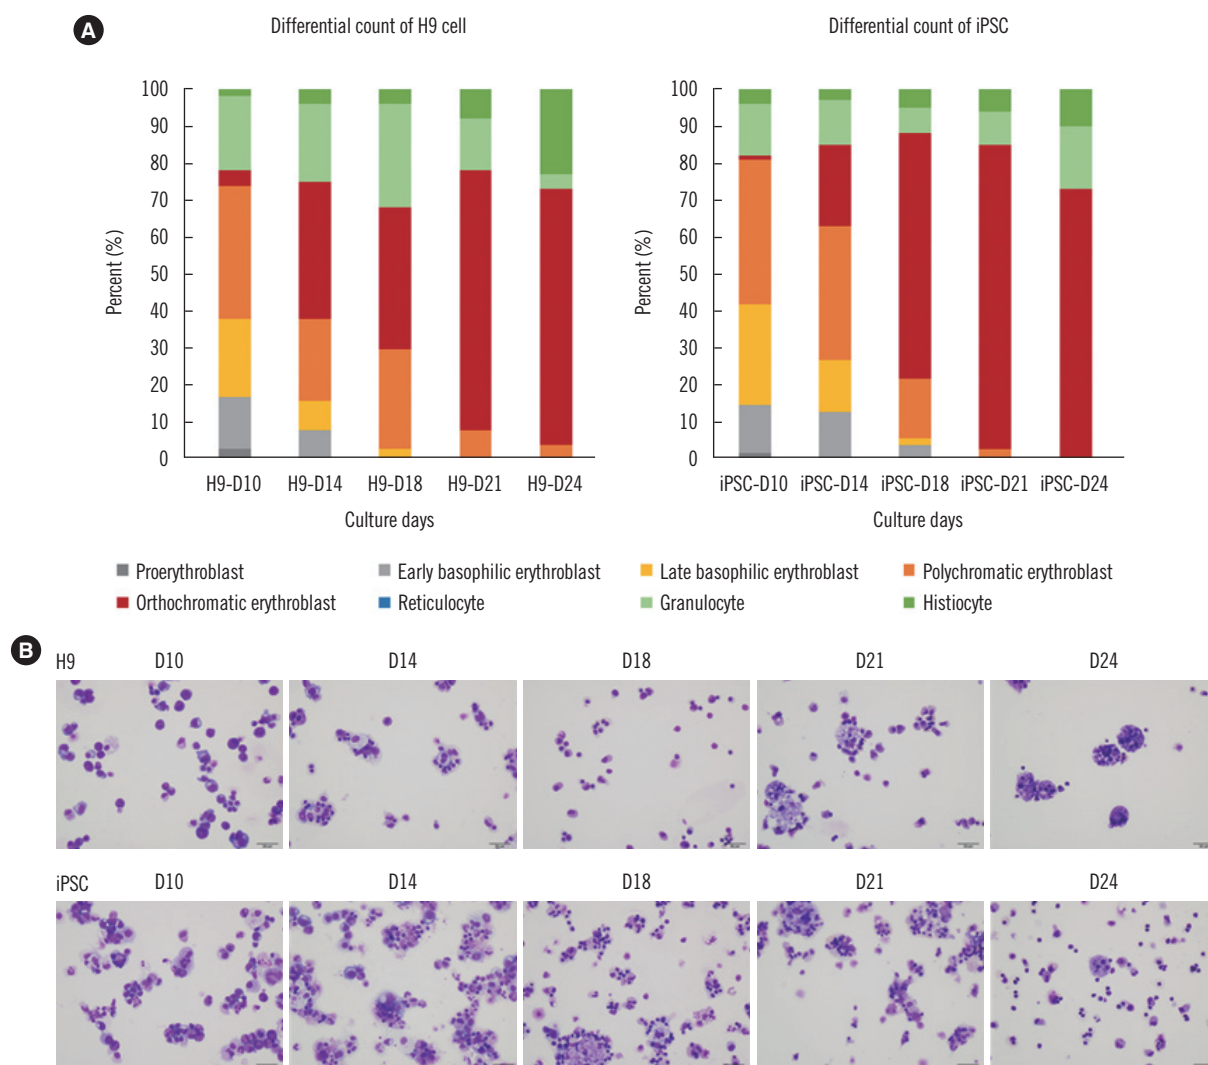 A
Differential count of H9 cell
Differential count of iPSC
Percent (%)
100
90
80
70
60
50
40
30
20
10
0
H9-D10 H9-D14 H9-D18 H9-D21 H9-D24
Culture days
Percent (%)
100
90
80
70
60
50
40
30
20
10
0
iPSC-D10 iPSC-D14 iPSC-D18 iPSC-D21 iPSC-D24
Culture days
Proerythroblast Early basophilic erythroblast Late basophilic erythroblast Polychromatic erythroblast
Orthochromatic erythroblast Reticulocyte Granulocyte Histiocyte
B
H9 D10 D14 D18 D21 D24
iPSC D10 D14 D18 D21 D24